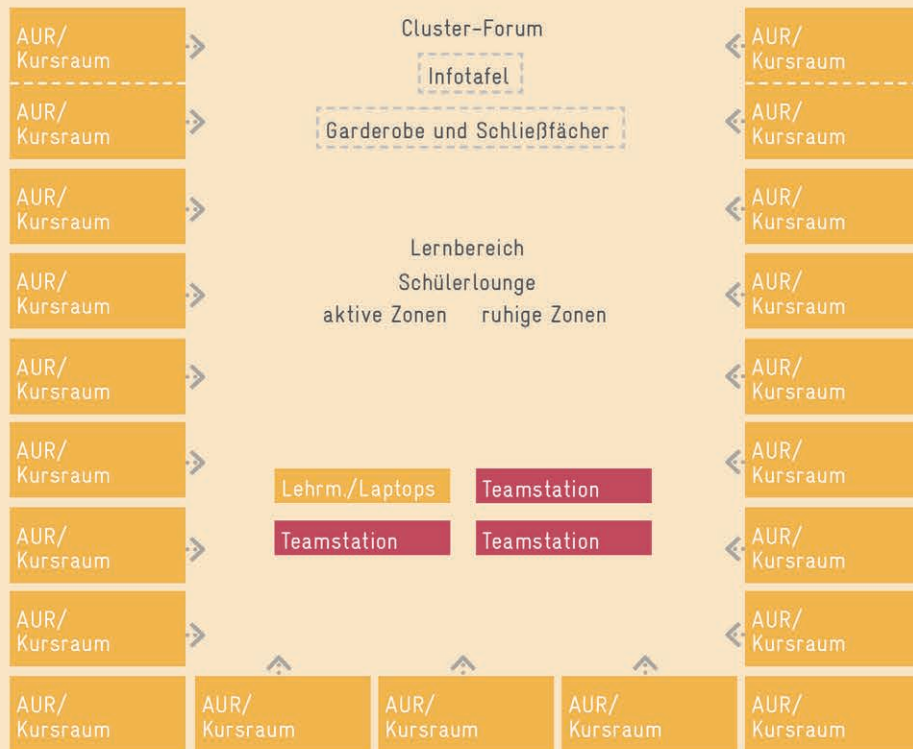 AUR/
Kursraum
Cluster-Forum
AUR/
Kursraum
Infotafel
AUR/
Kursraum
Garderobe und Schließfächer
AUR/
Kursraum
AUR/
Kursraum
AUR/
Kursraum
Lernbereich
Schülerlounge
aktive Zonen ruhige Zonen
AUR/
Kursraum
AUR/
Kursraum
AUR/
Kursraum
AUR/
Kursraum
AUR/
Kursraum
AUR/
Kursraum
Lehrm./Laptops Teamstation
Teamstation Teamstation
AUR/
Kursraum
AUR/
Kursraum
AUR/
Kursraum
AUR/
Kursraum
AUR/
Kursraum
AUR/
Kursraum
AUR/
Kursraum
AUR/
Kursraum
AUR/
Kursraum